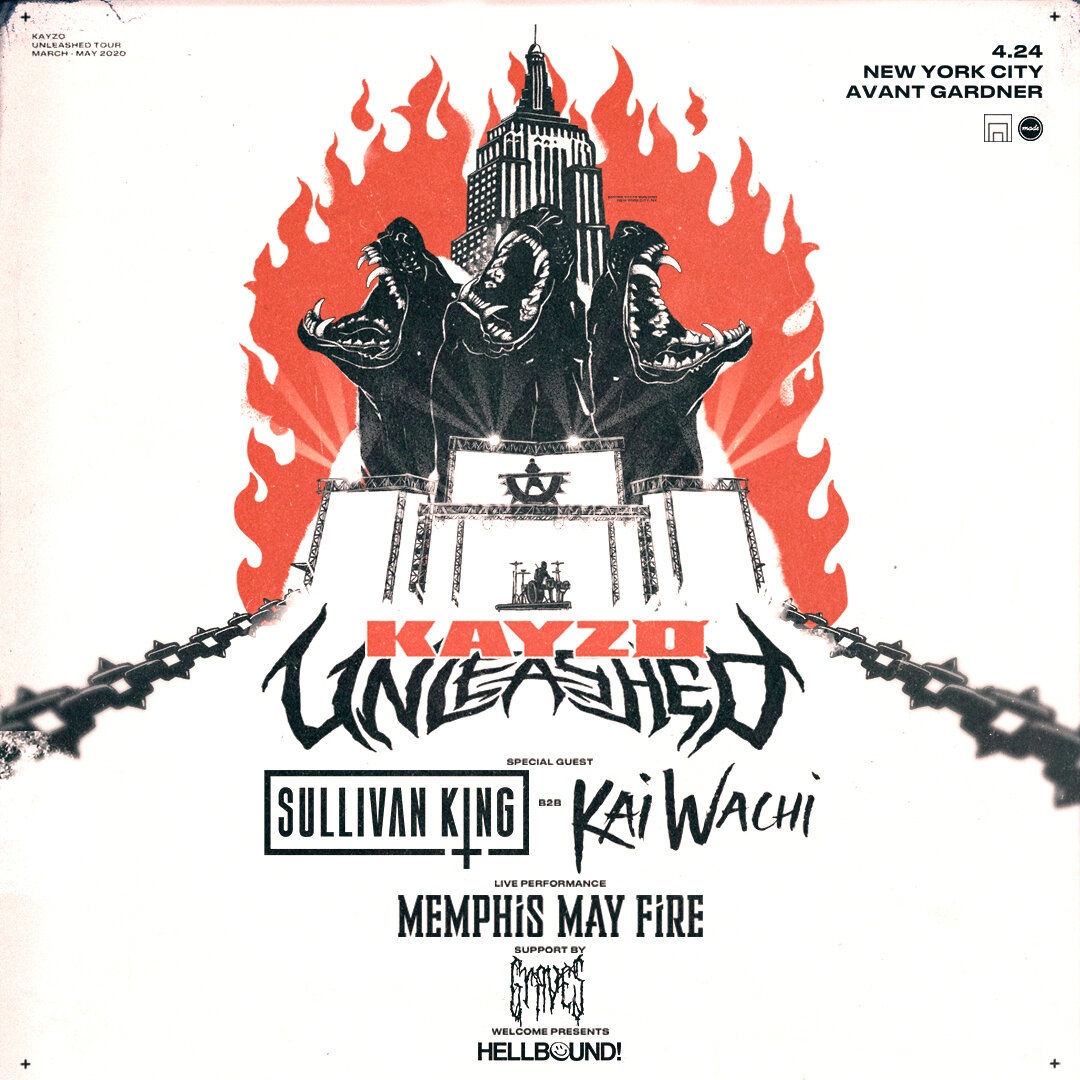 KAYZO
UNLEASHED TOUR
MARCH - MAY 2020
4.24
NEW YORK CITY
AVANT GARDNER
made
KAYZO
UNLEASHED
SPECIAL GUEST
SULLIVAN KING B2B KAI WACHI
LIVE PERFORMANCE
MEMPHIS MAY FIRE
SUPPORT BY
GRAVES
WELCOME PRESENTS
HELLBOUND!